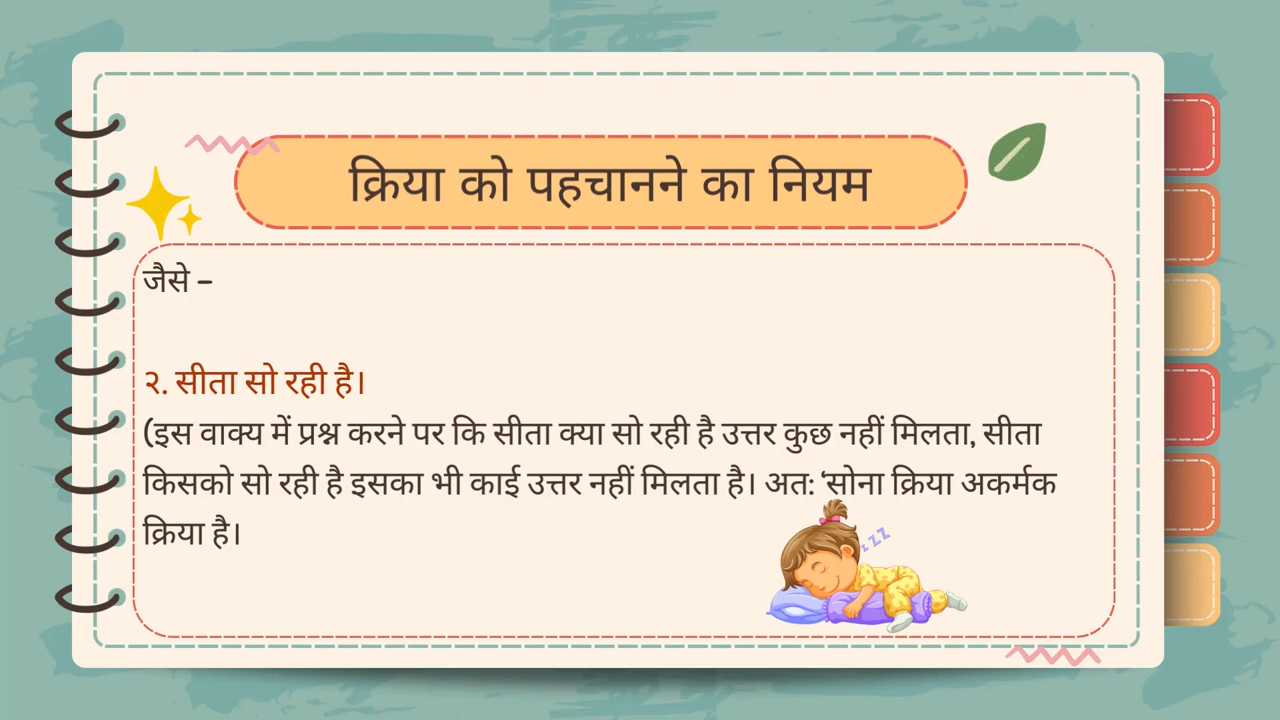 क्रिया को पहचानने का नियम
जैसे –
२. सीता सो रही है।
(इस वाक्य में प्रश्न करने पर कि सीता क्या सो रही है उत्तर कुछ नहीं मिलता, सीता
किसको सो रही है इसका भी काई उत्तर नहीं मिलता है। अत: ‘सोना क्रिया अकर्मक
क्रिया है।
z z z